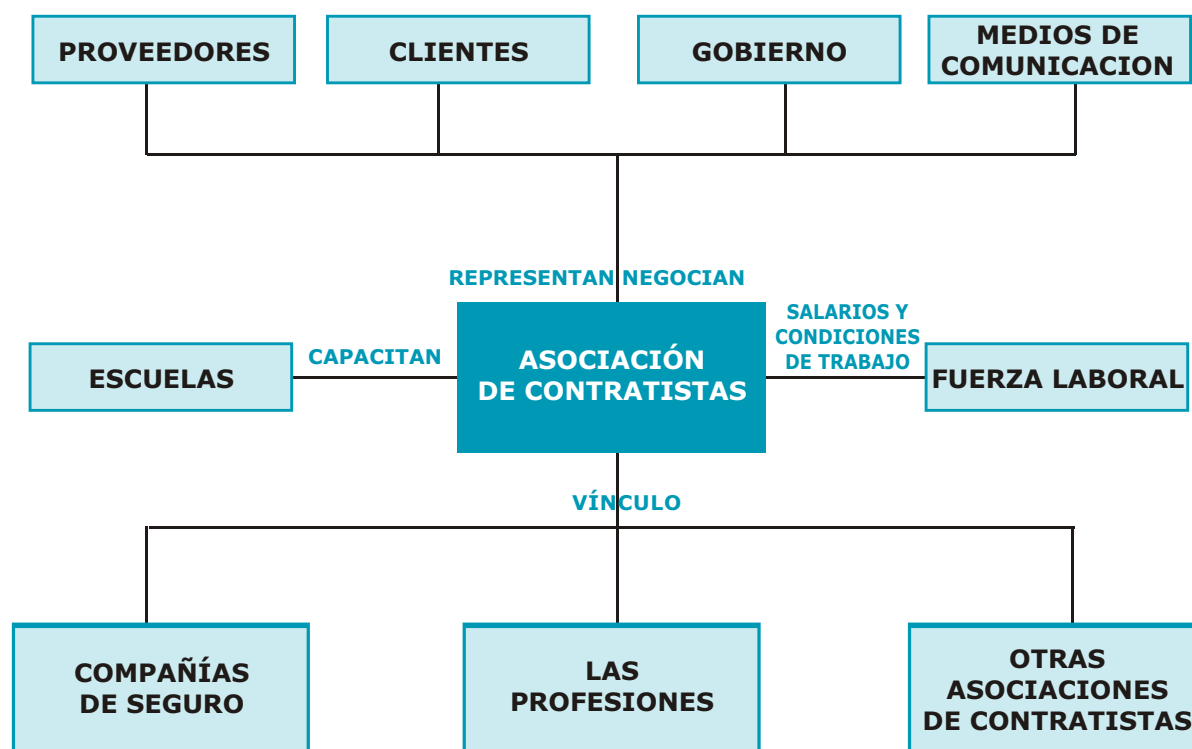 PROVEEDORES
CLIENTES
GOBIERNO
MEDIOS DE
COMUNICACION
REPRESENTAN NEGOCIAN
ESCUELAS
CAPACITAN
ASOCIACIÓN
DE CONTRATISTAS
SALARIOS Y
CONDICIONES
DE TRABAJO
FUERZA LABORAL
VÍNCULO
COMPAÑÍAS
DE SEGURO
LAS
PROFESIONES
OTRAS
ASOCIACIONES
DE CONTRATISTAS